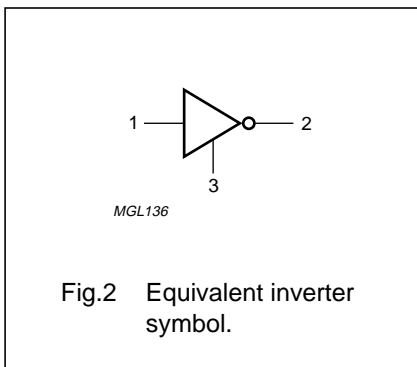 1
2
3
MGL136
Fig.2 Equivalent inverter
symbol.